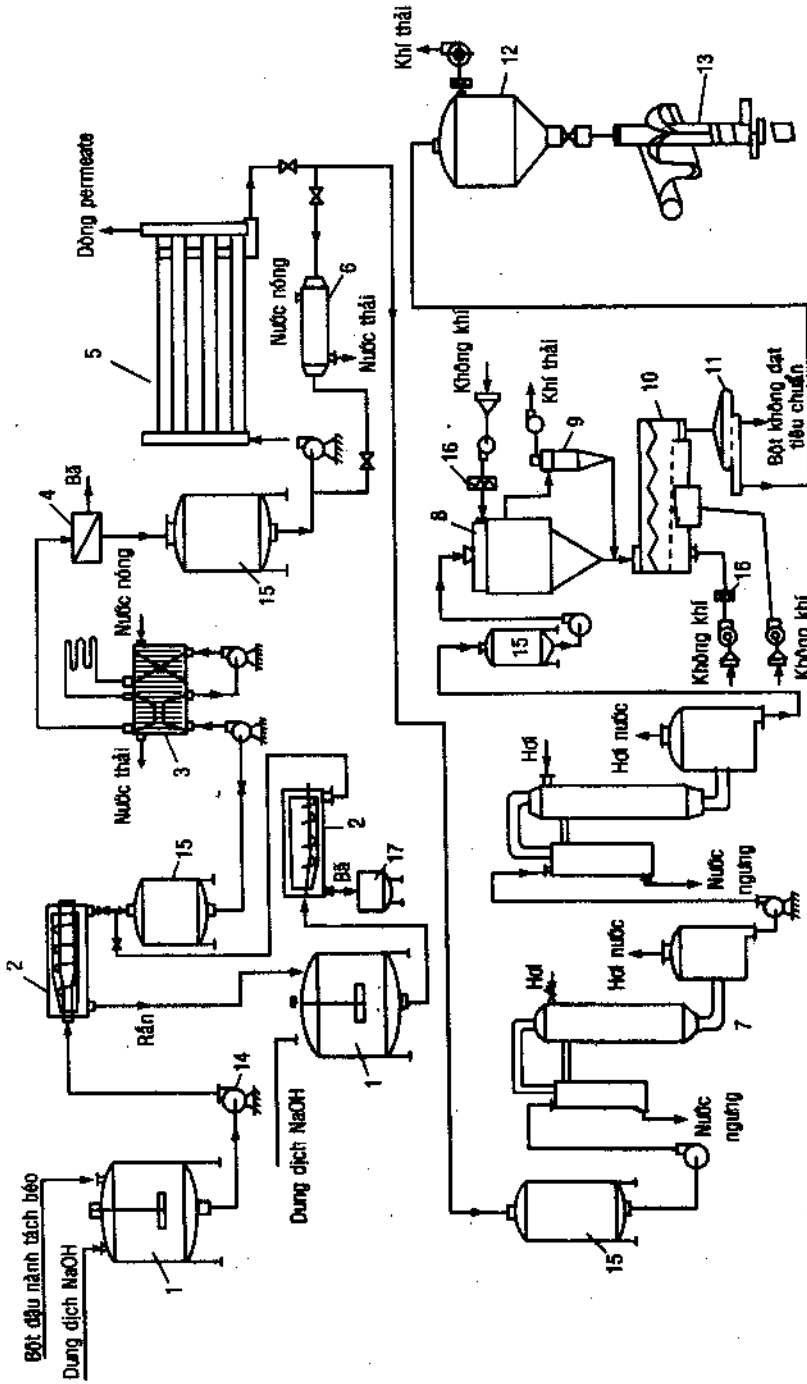 Bột đậu nành tách béo
Dung dịch NaOH
1
14
2
Rắn
Dung dịch NaOH
1
15
2
Bã
17
Nước thải
3
Nước nóng
4
Bã
15
5
Dòng permeate
Nước nóng
6
Nước thải
15
Nước
ngưng
Hơi
7
Hơi nước
Nước
ngưng
Hơi
Hơi nước
15
8
16
Không khí
Khí thải
9
10
Không khí
16
Không khí
11
Bột không đạt
tiêu chuẩn
Khí thải
12
13